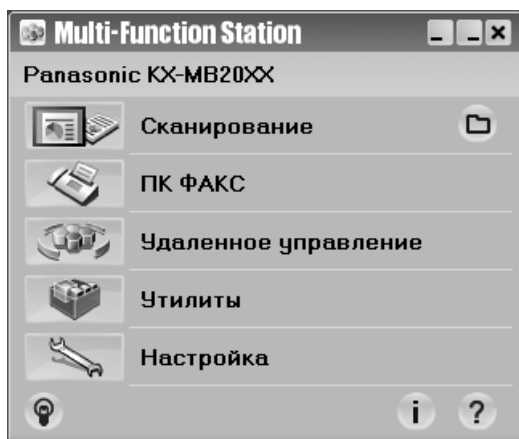 Multi-Function Station
Panasonic KX-MB20XX
Сканирование
ПК ФАКС
Удаленное управление
Утилиты
Настройка
i ?